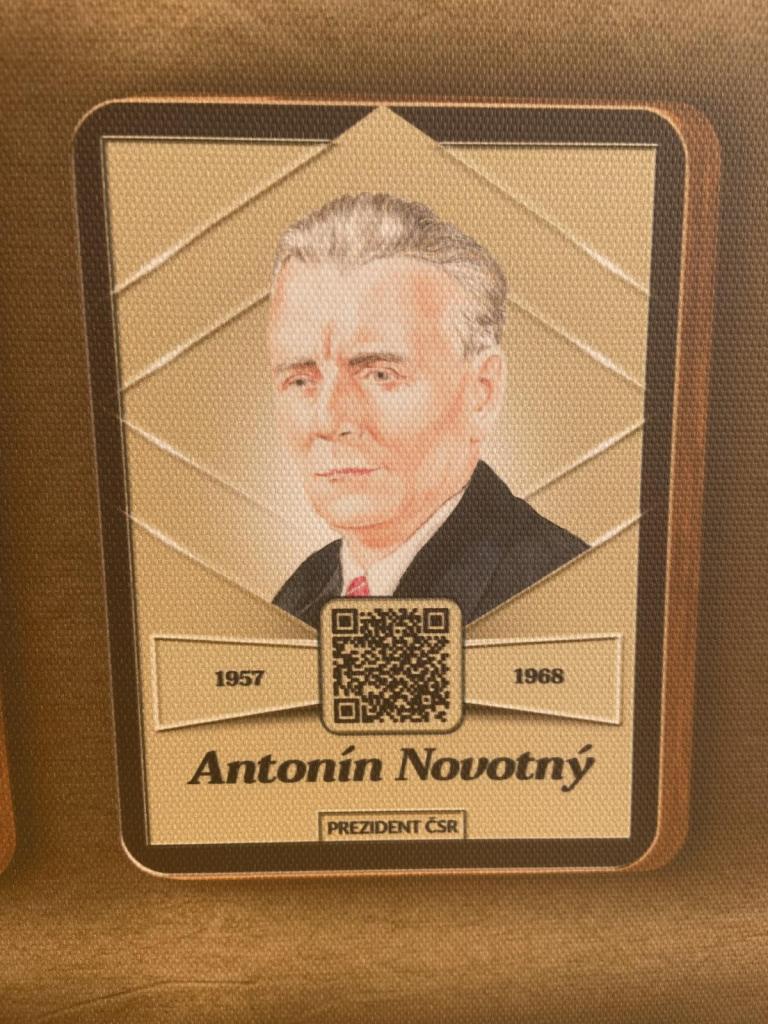 1957
1968
Antonín Novotný
PREZIDENT ČSR